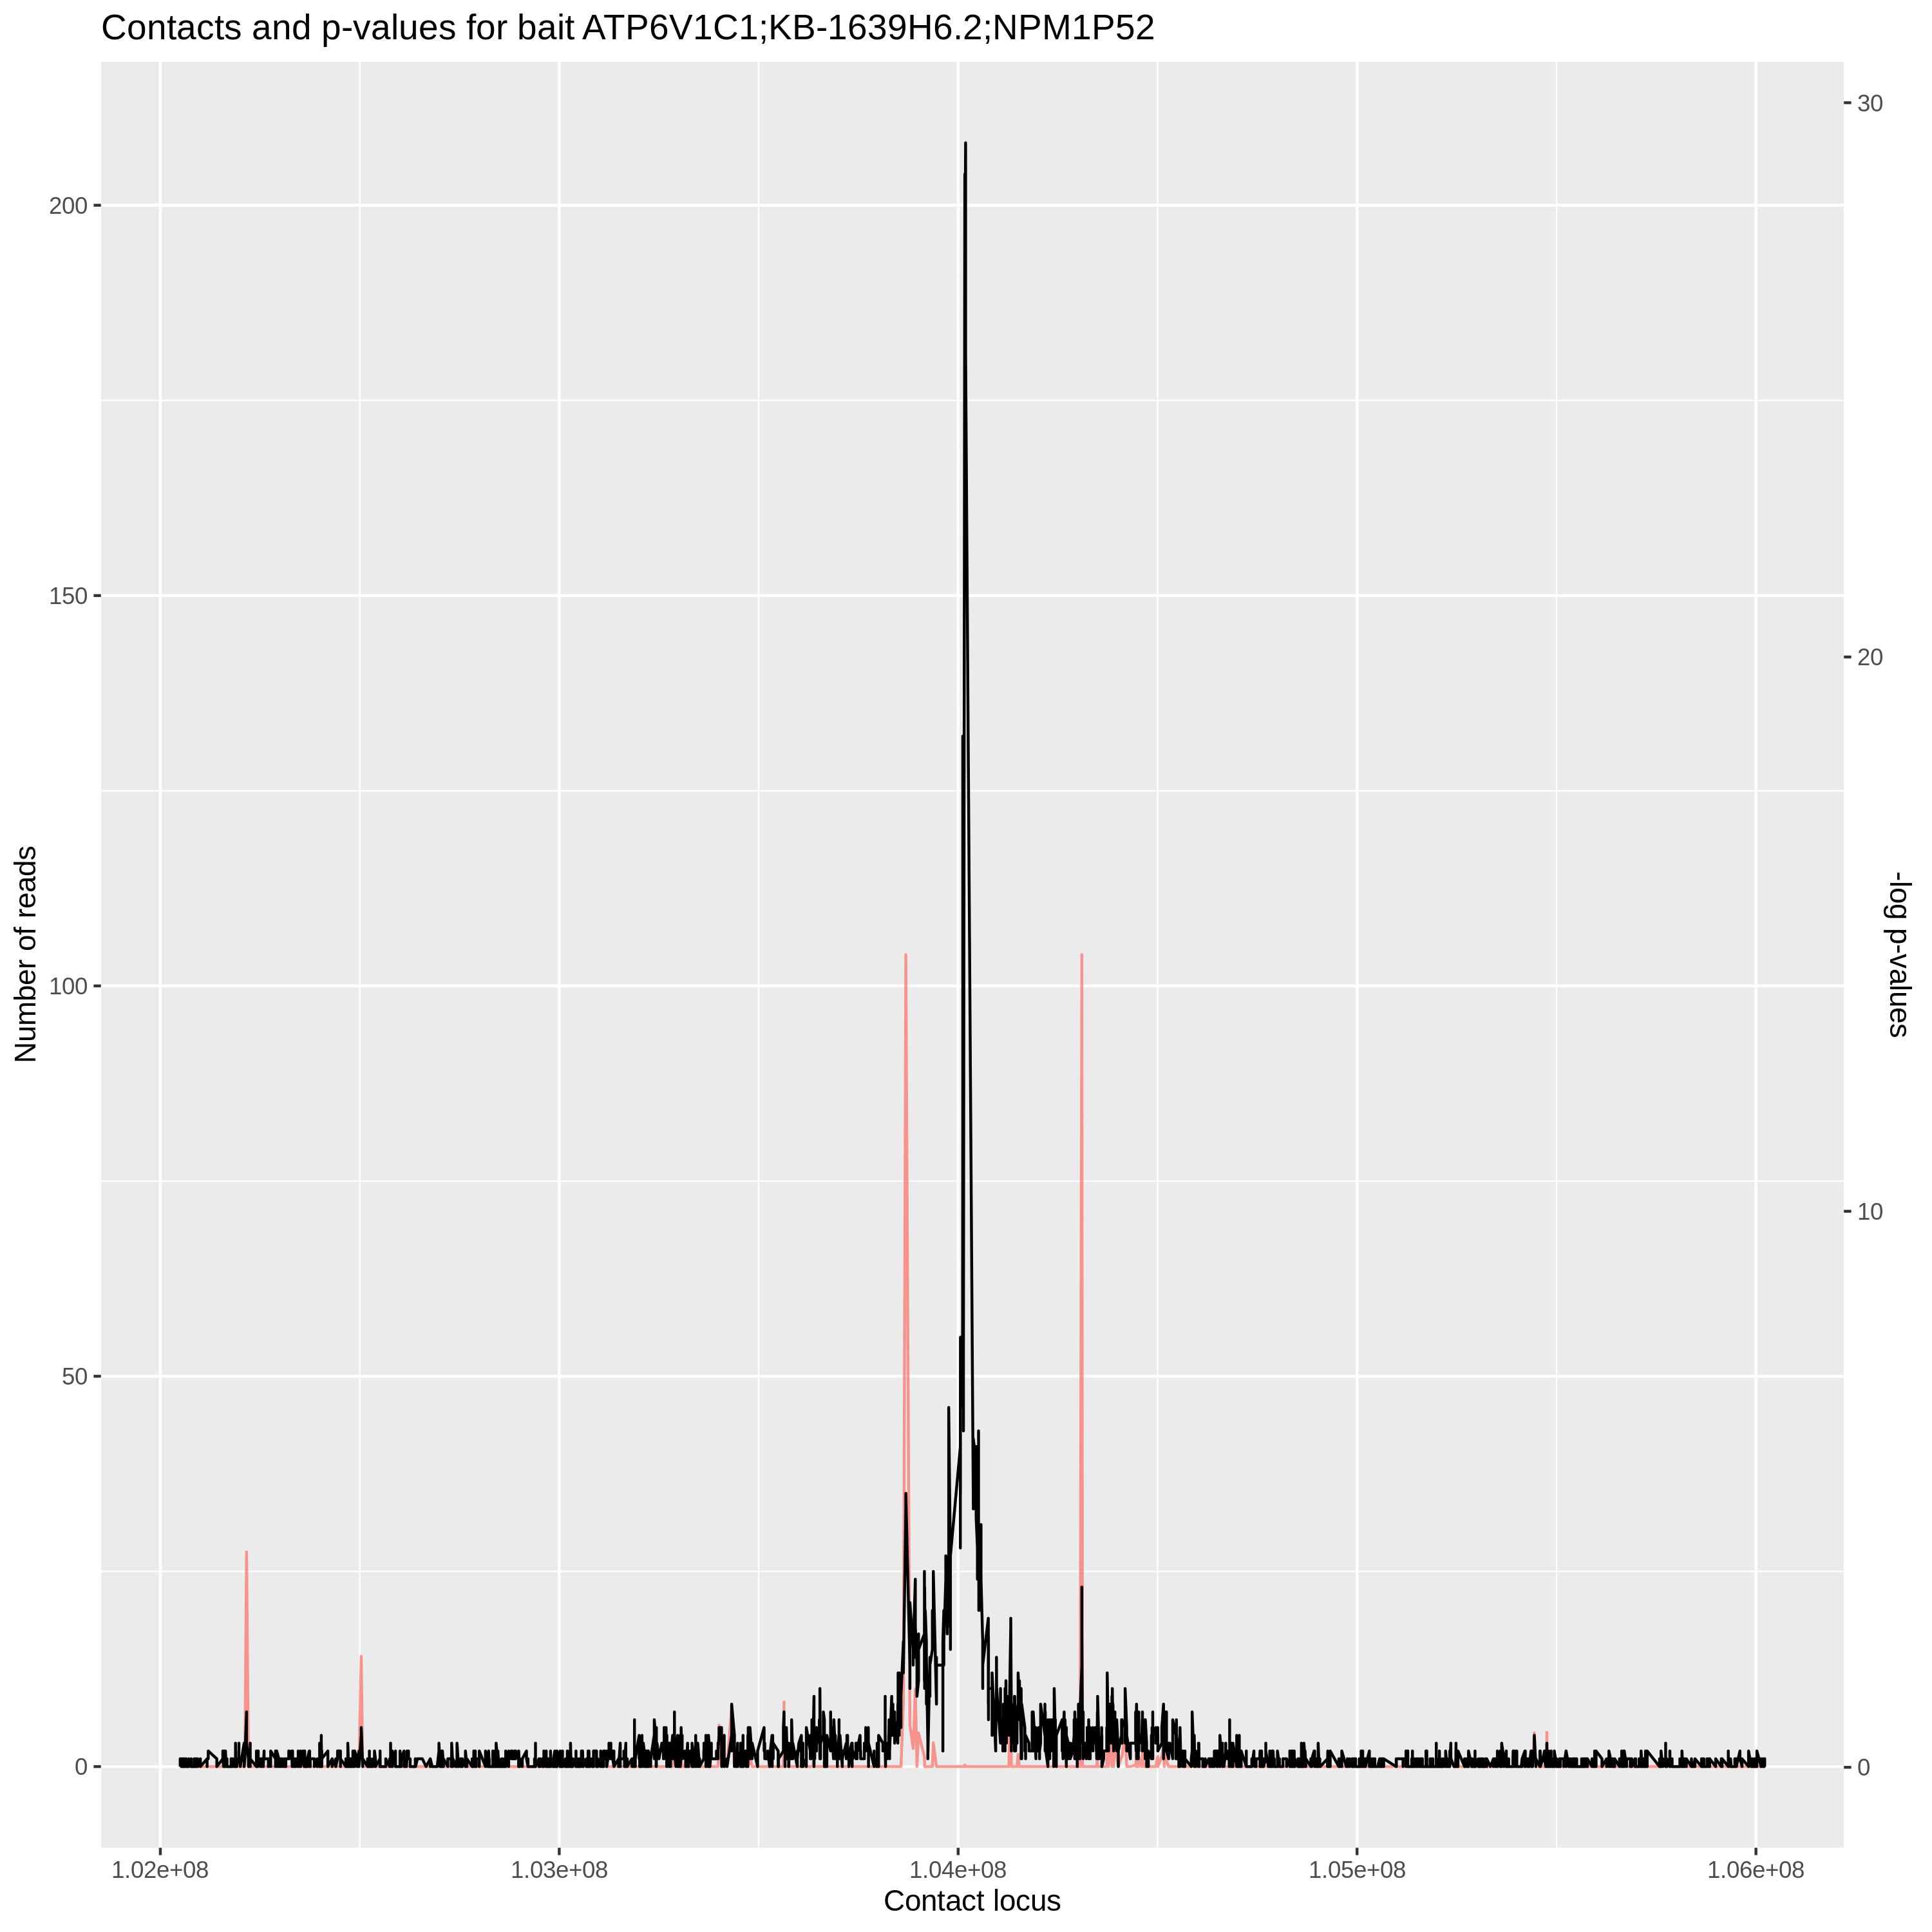 Contacts and p-values for bait ATP6V1C1;KB-1639H6.2;NPM1P52
30
200
150
20
Number of reads
-log p-values
100
10
50
0
0
1.02e+08 1.03e+08 1.04e+08 1.05e+08 1.06e+08
Contact locus